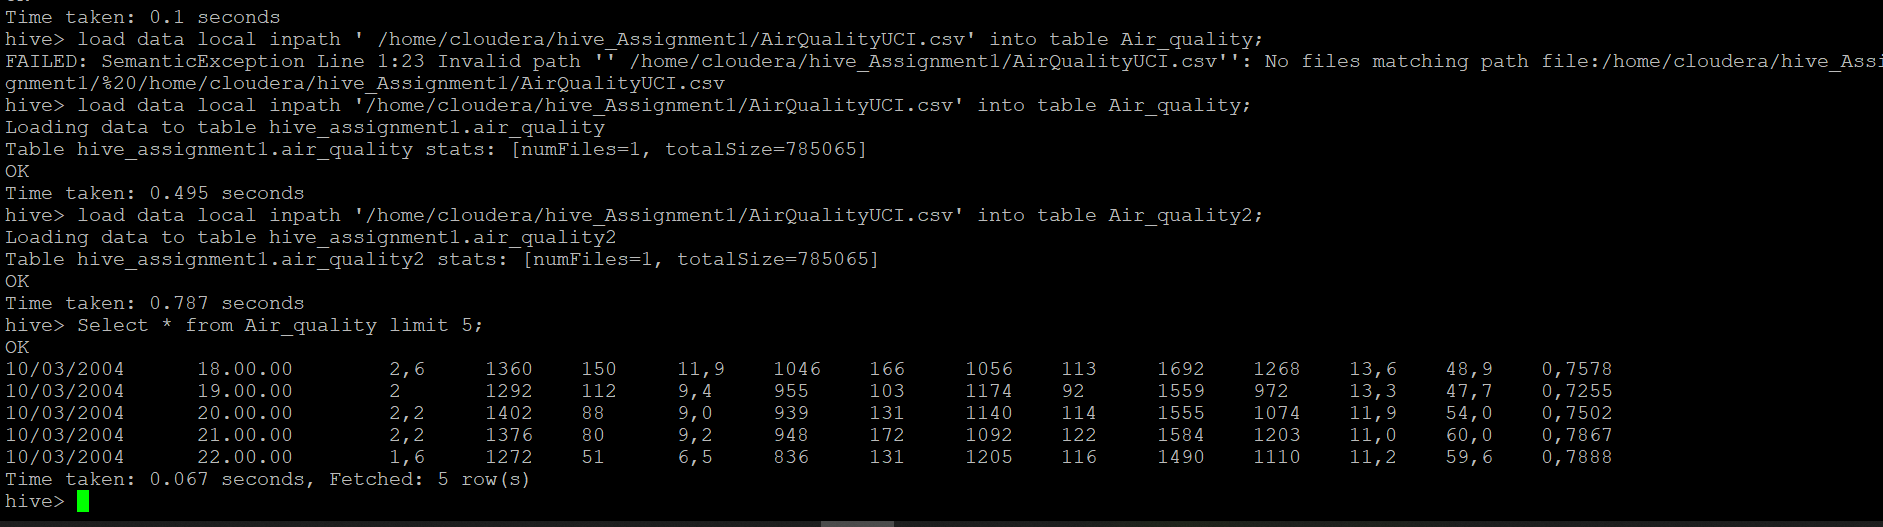 Time taken: 0.1 seconds
hive> load data local inpath ' /home/cloudera/hive_Assignment1/AirQualityUCI.csv' into table Air_quality;
FAILED: SemanticException Line 1:23 Invalid path '' /home/cloudera/hive_Assignment1/AirQualityUCI.csv'': No files matching path file:/home/cloudera/hive_Assi
gnment1/%20/home/cloudera/hive_Assignment1/AirQualityUCI.csv
hive> load data local inpath '/home/cloudera/hive_Assignment1/AirQualityUCI.csv' into table Air_quality;
Loading data to table hive_assignment1.air_quality
Table hive_assignment1.air_quality stats: [numFiles=1, totalSize=785065]
OK
Time taken: 0.495 seconds
hive> load data local inpath '/home/cloudera/hive_Assignment1/AirQualityUCI.csv' into table Air_quality2;
Loading data to table hive_assignment1.air_quality2
Table hive_assignment1.air_quality2 stats: [numFiles=1, totalSize=785065]
OK
Time taken: 0.787 seconds
hive> Select * from Air_quality limit 5;
OK
10/03/2004 18.00.00 2,6 1360 150 11,9 1046 166 1056 113 1692 1268 13,6 48,9 0,7578
10/03/2004 19.00.00 2 1292 112 9,4 955 103 1174 92 1559 972 13,3 47,7 0,7255
10/03/2004 20.00.00 2,2 1402 88 9,0 939 131 1140 114 1555 1074 11,9 54,0 0,7502
10/03/2004 21.00.00 2,2 1376 80 9,2 948 172 1092 122 1584 1203 11,0 60,0 0,7867
10/03/2004 22.00.00 1,6 1272 51 6,5 836 131 1205 116 1490 1110 11,2 59,6 0,7888
Time taken: 0.067 seconds, Fetched: 5 row(s)
hive>